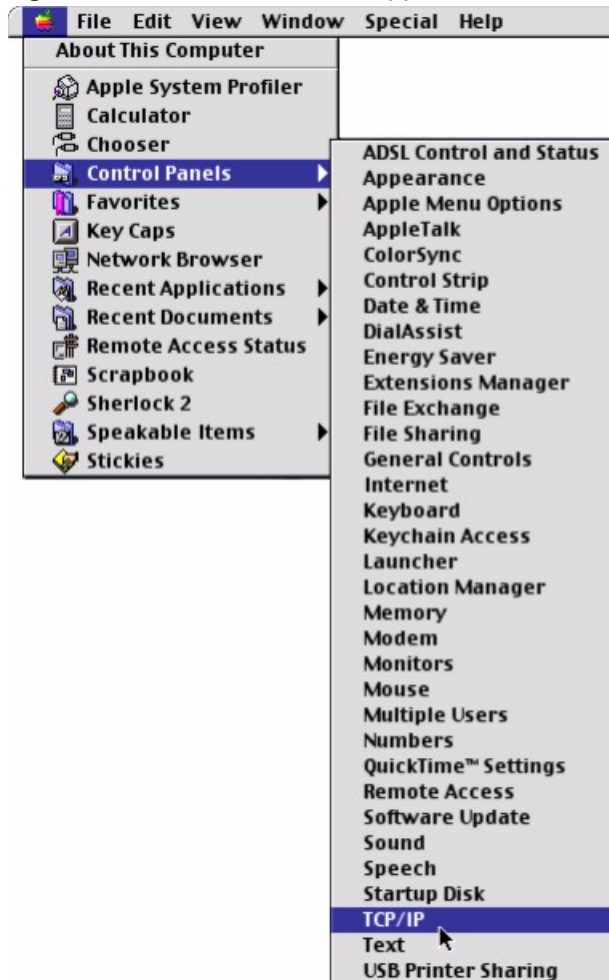 File Edit View Window Special Help
About This Computer
Apple System Profiler
Calculator
Chooser
Control Panels
Favorites
Key Caps
Network Browser
Recent Applications
Recent Documents
Remote Access Status
Scrapbook
Sherlock 2
Speakable Items
Stickies
ADSL Control and Status
Appearance
Apple Menu Options
AppleTalk
ColorSync
Control Strip
Date & Time
DialAssist
Energy Saver
Extensions Manager
File Exchange
File Sharing
General Controls
Internet
Keyboard
Keychain Access
Launcher
Location Manager
Memory
Modem
Monitors
Mouse
Multiple Users
Numbers
QuickTime™ Settings
Remote Access
Software Update
Sound
Speech
Startup Disk
TCP/IP
Text
USB Printer Sharing